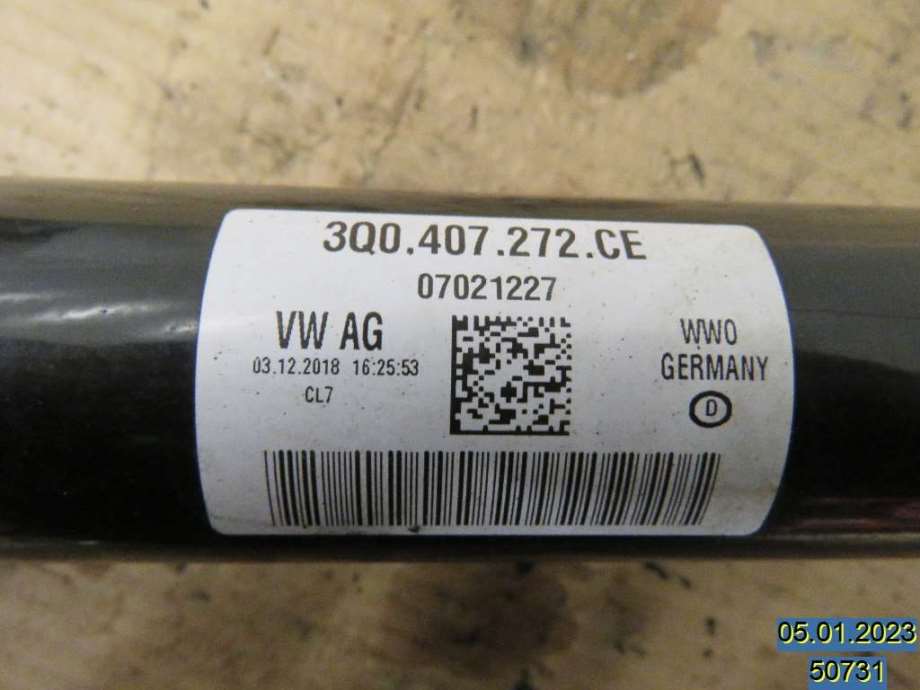 3Q0.407.272.CE
07021227
VW AG
03.12.2018 16:25:53
CL7
WWO
GERMANY
D
05.01.2023
50731